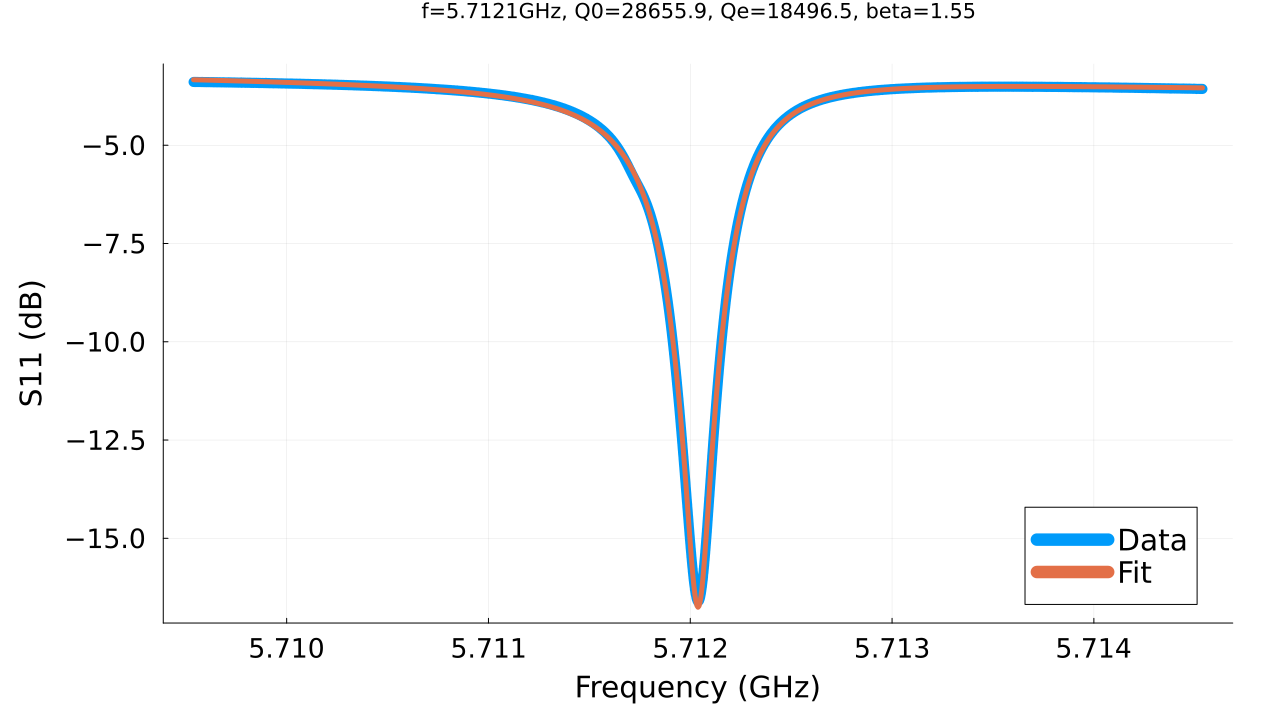 f=5.7121GHz, Q0=28655.9, Qe=18496.5, beta=1.55
−5.0
−7.5
−10.0
−12.5
−15.0
S11 (dB)
Data
Fit
5.710 5.711 5.712 5.713 5.714
Frequency (GHz)